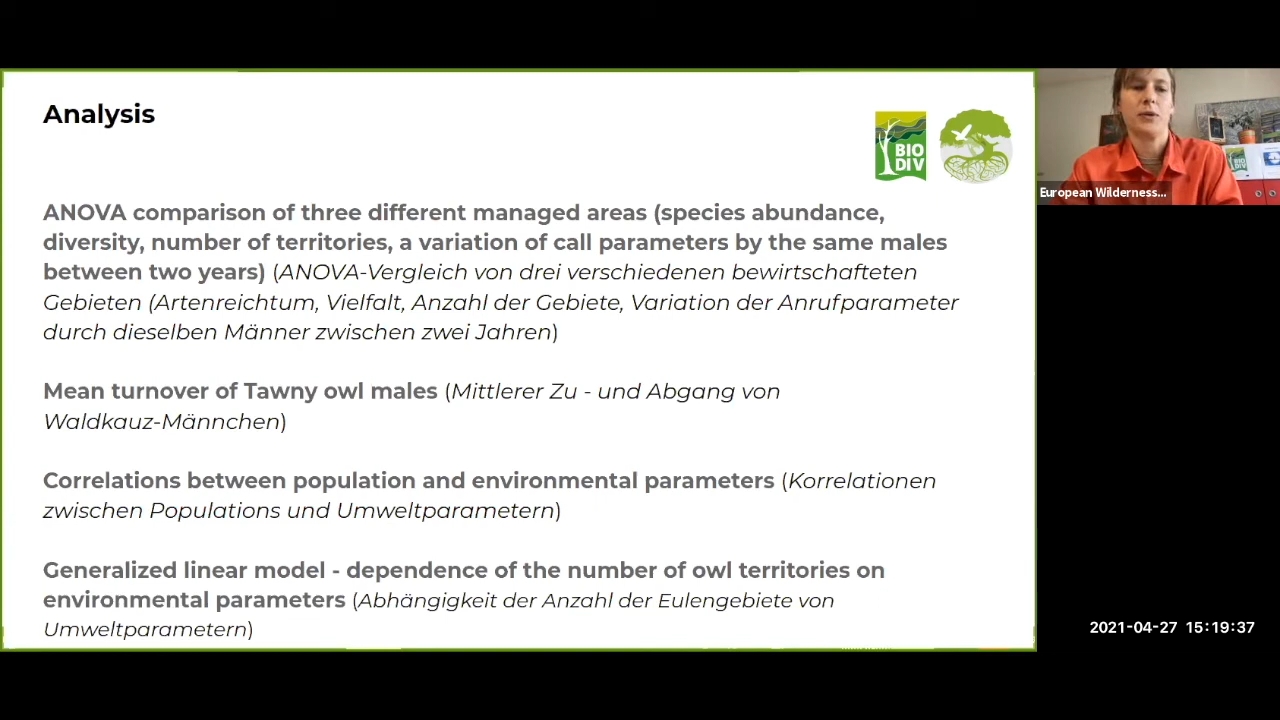 Analysis
BIO
DIV
ANOVA comparison of three different managed areas (species abundance,
diversity, number of territories, a variation of call parameters by the same males
between two years) (ANOVA-Vergleich von drei verschiedenen bewirtschafteten
Gebieten (Artenreichtum, Vielfalt, Anzahl der Gebiete, Variation der Anrufparameter
durch dieselben Männer zwischen zwei Jahren)
Mean turnover of Tawny owl males (Mittlerer Zu - und Abgang von
Waldkauz-Männchen)
Correlations between population and environmental parameters (Korrelationen
zwischen Populations und Umweltparametern)
Generalized linear model - dependence of the number of owl territories on
environmental parameters (Abhängigkeit der Anzahl der Eulengebiete von
Umweltparametern)
BIO
DIV
European Wilderness...
2021-04-27 15:19:37